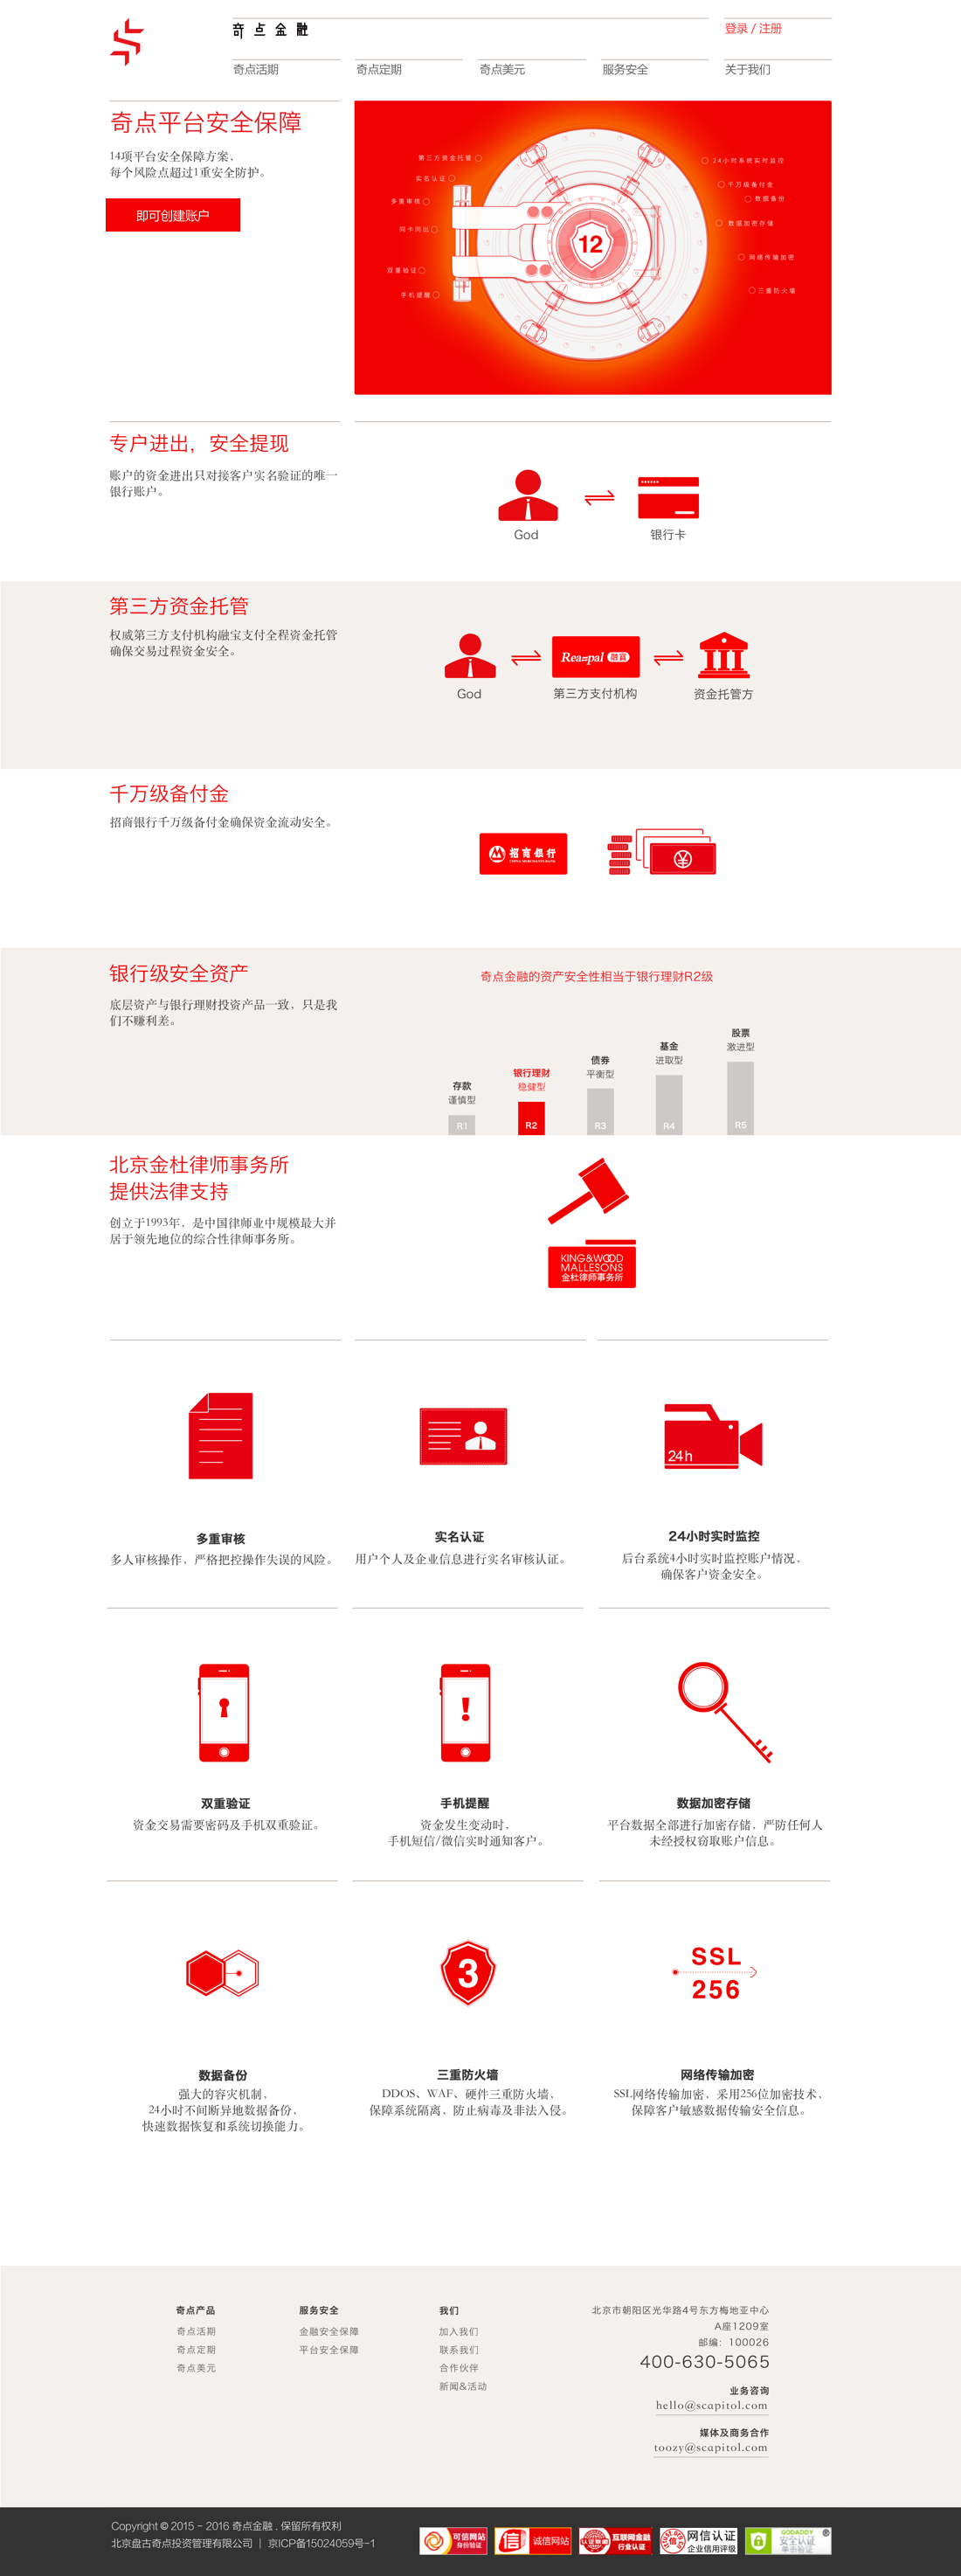 奇点金融
登录 / 注册
奇点活期
奇点定期
奇点美元
服务安全
关于我们
奇点平台安全保障
14项平台安全保障方案，
每个风险点超过1重安全防护。
即可创建账户
第三方资金托管
实名认证
多重审核
同卡同出
双重验证
手机提醒
12
24小时系统实时监控
千万级备付金
数据备份
数据加密存储
网络传输加密
三重防火墙
专户进出，安全提现
账户的资金进出只对接客户实名验证的唯一
银行账户。
God
银行卡
第三方资金托管
权威第三方支付机构融宝支付全程资金托管
确保交易过程资金安全。
Rea=pal 融寳
God
第三方支付机构
资金托管方
千万级备付金
招商银行千万级备付金确保资金流动安全。
招商银行
CHINA MERCHANTS BANK
银行级安全资产
底层资产与银行理财投资产品一致，只是我
们不赚利差。
奇点金融的资产安全性相当于银行理财R2级
存款
谨慎型
R1
银行理财
稳健型
R2
债券
平衡型
R3
基金
进取型
R4
股票
激进型
R5
北京金杜律师事务所
提供法律支持
创立于1993年，是中国律师业中规模最大并
居于领先地位的综合性律师事务所。
KING&WOOD
MALLESONS
金杜律师事务所
多重审核
多人审核操作，严格把控操作失误的风险。
实名认证
用户个人及企业信息进行实名审核认证。
24h
24小时实时监控
后台系统4小时实时监控账户情况，
确保客户资金安全。
双重验证
资金交易需要密码及手机双重验证。
手机提醒
资金发生变动时，
手机短信/微信实时通知客户。
数据加密存储
平台数据全部进行加密存储，严防任何人
未经授权窃取账户信息。
数据备份
强大的容灾机制，
24小时不间断异地数据备份，
快速数据恢复和系统切换能力。
3
三重防火墙
DDOS、WAF、硬件三重防火墙，
保障系统隔离，防止病毒及非法入侵。
SSL
256
网络传输加密
SSL网络传输加密，采用256位加密技术，
保障客户敏感数据传输安全信息。
奇点产品
奇点活期
奇点定期
奇点美元
服务安全
金融安全保障
平台安全保障
我们
加入我们
联系我们
合作伙伴
新闻&活动
北京市朝阳区光华路4号东方梅地亚中心
A座1209室
邮编：100026
400-630-5065
业务咨询
hello@scapitol.com
媒体及商务合作
toozy@scapitol.com
Copyright © 2015 - 2016 奇点金融 . 保留所有权利
北京盘古奇点投资管理有限公司 | 京ICP备15024059号-1
可信网站
身份验证
诚信网站
互联网金融
行业认证
网信认证
企业信用评级
GODADDY
安全认证